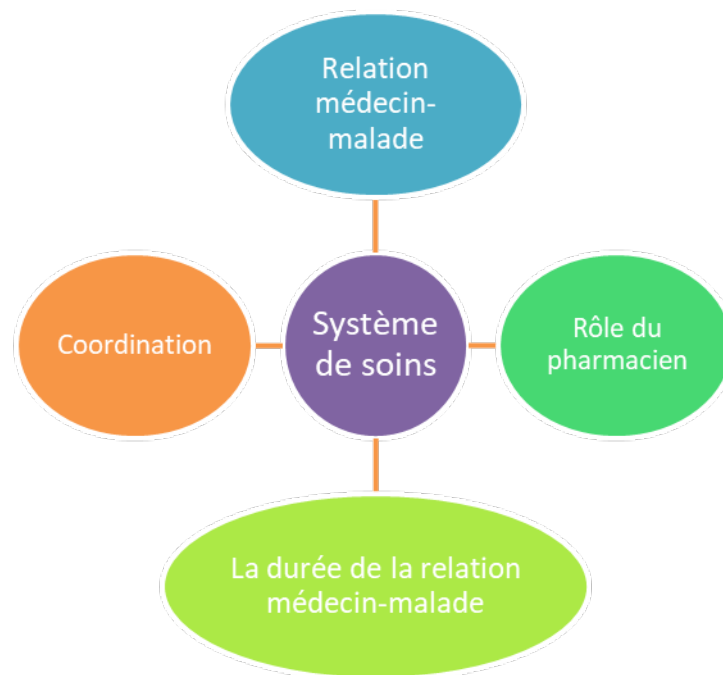 Relation
médecin-
malade
Coordination
Système
de soins
Rôle du
pharmacien
La durée de la relation
médecin-malade